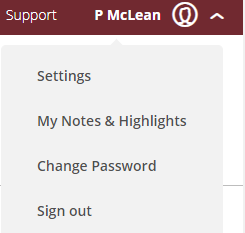 Support P McLean
Settings
My Notes & Highlights
Change Password
Sign out